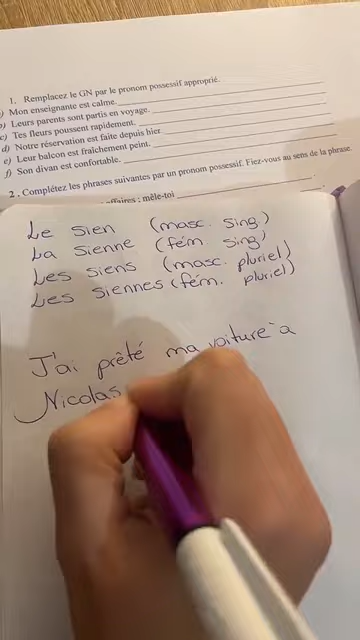 1. Remplacez le GN par le pronom possessif approprié.
Mon enseignante est calme.
b) Leurs parents sont partis en voyage.
c) Tes fleurs poussent rapidement.
d) Notre réservation est faite depuis hier
e) Leur balcon est fraîchement peint.
f) Son divan est confortable.
2. Complétez les phrases suivantes par un pronom possessif. Fiez-vous au sens de la phrase.
affaires ; mêle-toi
Le sien (masc. sing.)
La sienne (fém. sing)
Les siens (masc. pluriel)
Les siennes (fém. pluriel)
J'ai prêté ma voiture à
Nicolas